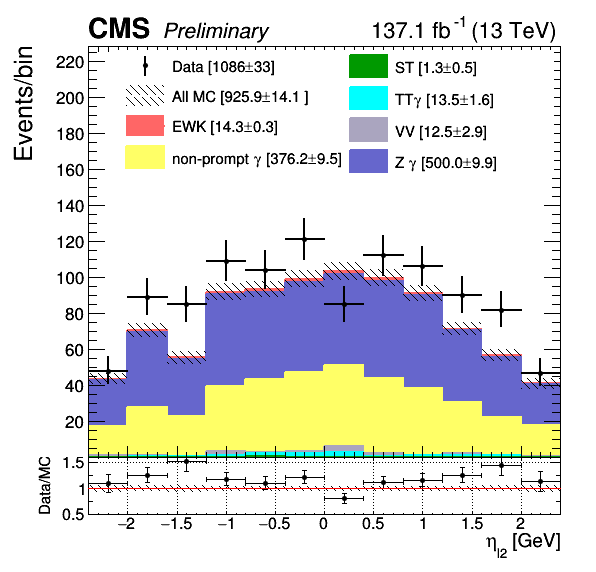 CMS Preliminary 137.1 fb⁻¹ (13 TeV)
Events/bin
220
200
180
160
140
120
100
80
60
40
20
Data [1086±33]
All MC [925.9±14.1 ]
EWK [14.3±0.3]
non-prompt γ [376.2±9.5]
ST [1.3±0.5]
TTγ [13.5±1.6]
VV [12.5±2.9]
Z γ [500.0±9.9]
Data/MC
1.5
1
0.5
−2 −1.5 −1 −0.5 0 0.5 1 1.5 2
η_l2 [GeV]